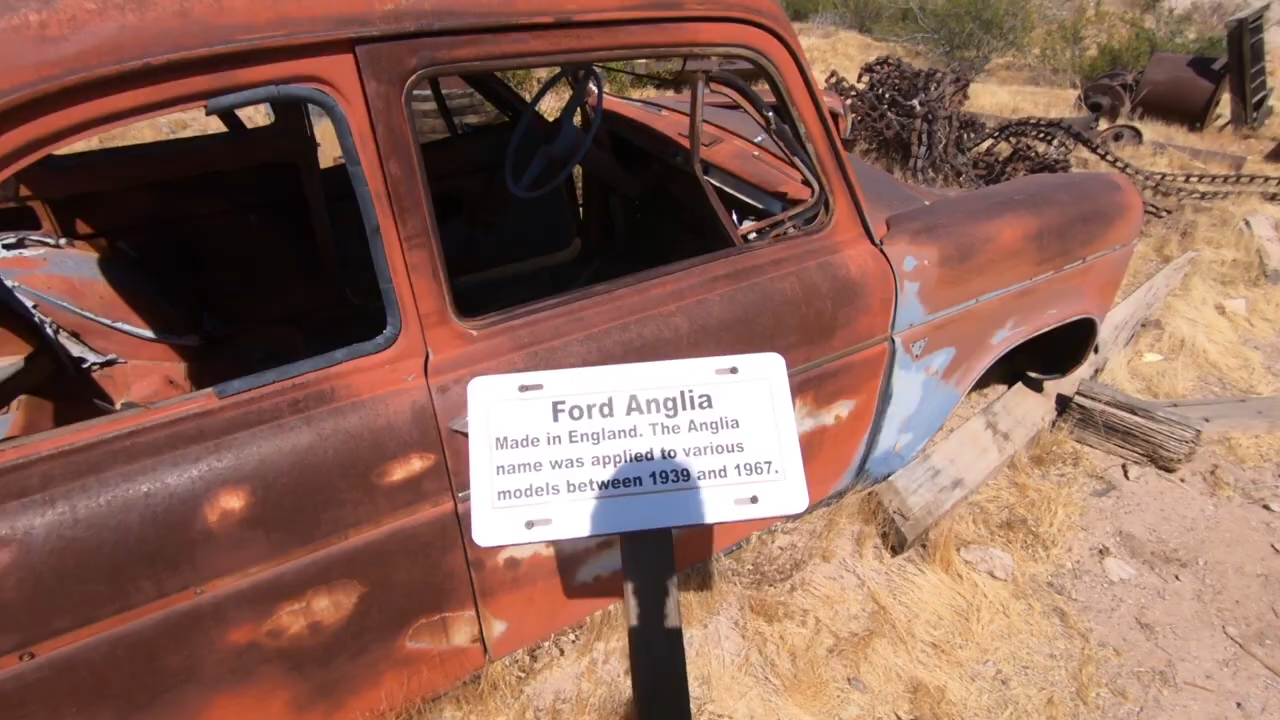 Ford Anglia
Made in England. The Anglia
name was applied to various
models between 1939 and 1967.